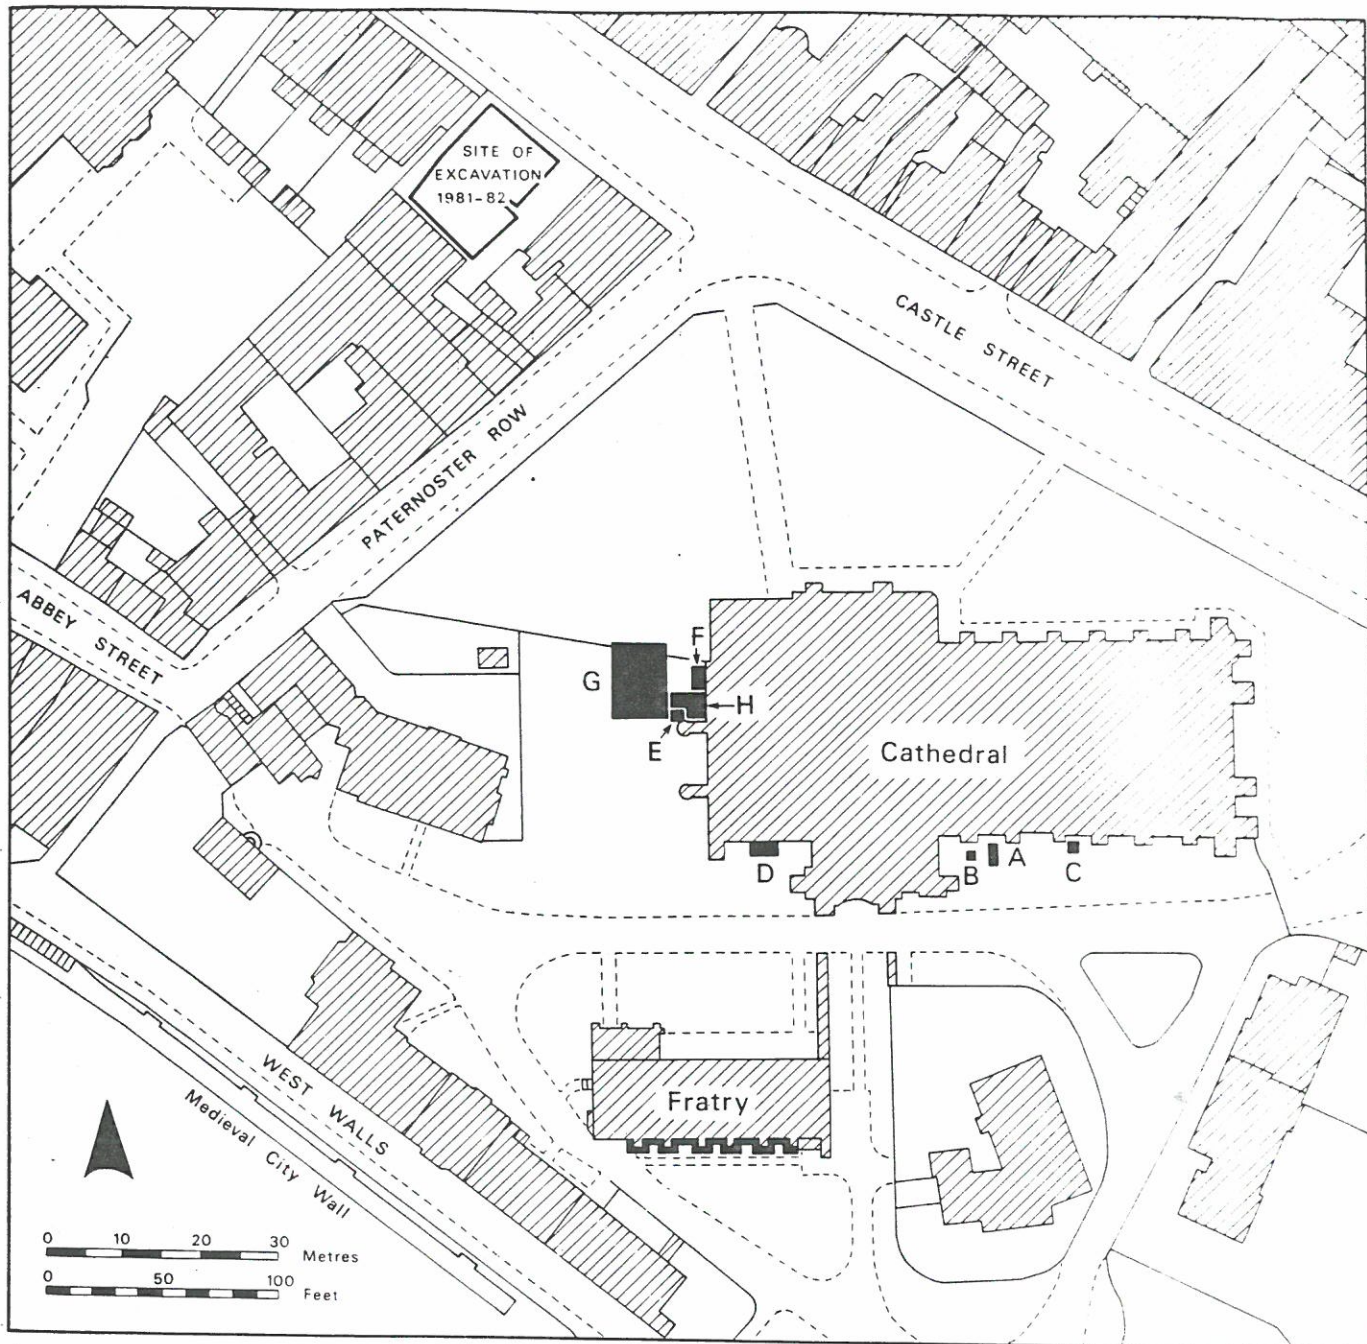 SITE OF
EXCAVATION
1981-82
CASTLE STREET
PATERNOSTER ROW
ABBEY STREET
F
G
H
E
Cathedral
D
B
A
C
WEST WALLS
Medieval City Wall
Fratry
0 10 20 30 Metres
0 50 100 Feet